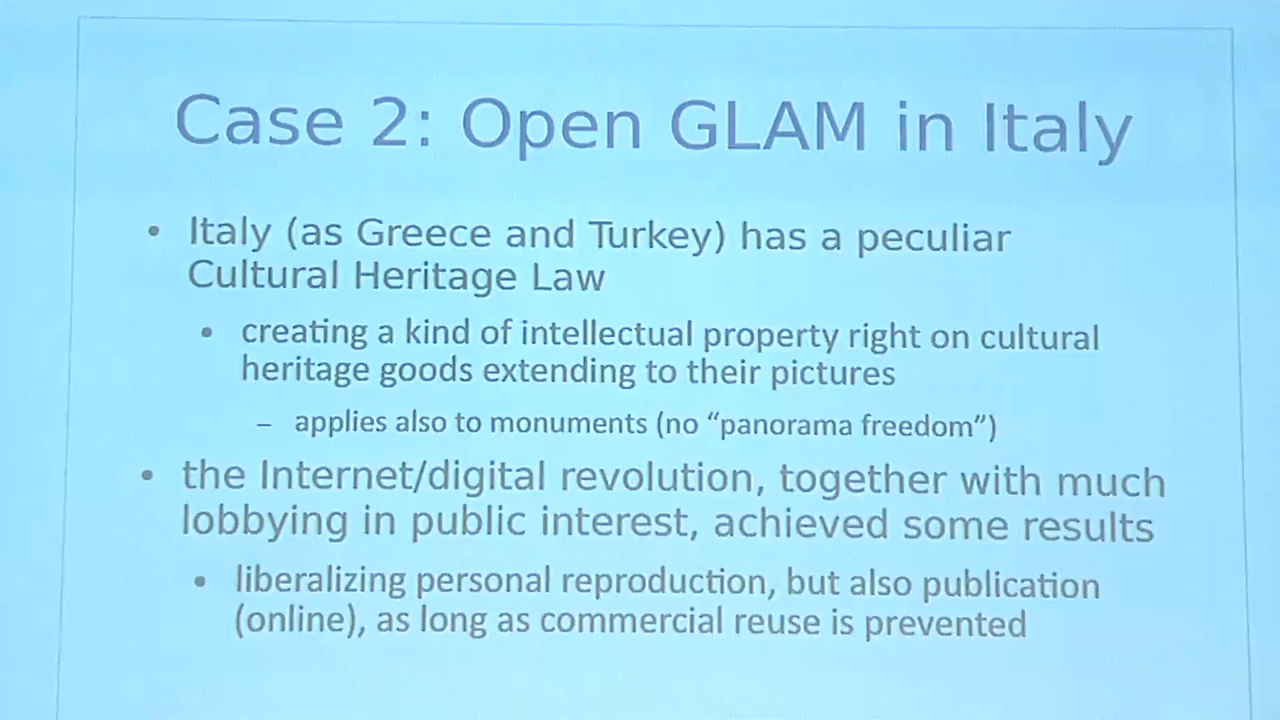 Case 2: Open GLAM in Italy
• Italy (as Greece and Turkey) has a peculiar
Cultural Heritage Law
• creating a kind of intellectual property right on cultural
heritage goods extending to their pictures
– applies also to monuments (no “panorama freedom”)
• the Internet/digital revolution, together with much
lobbying in public interest, achieved some results
• liberalizing personal reproduction, but also publication
(online), as long as commercial reuse is prevented